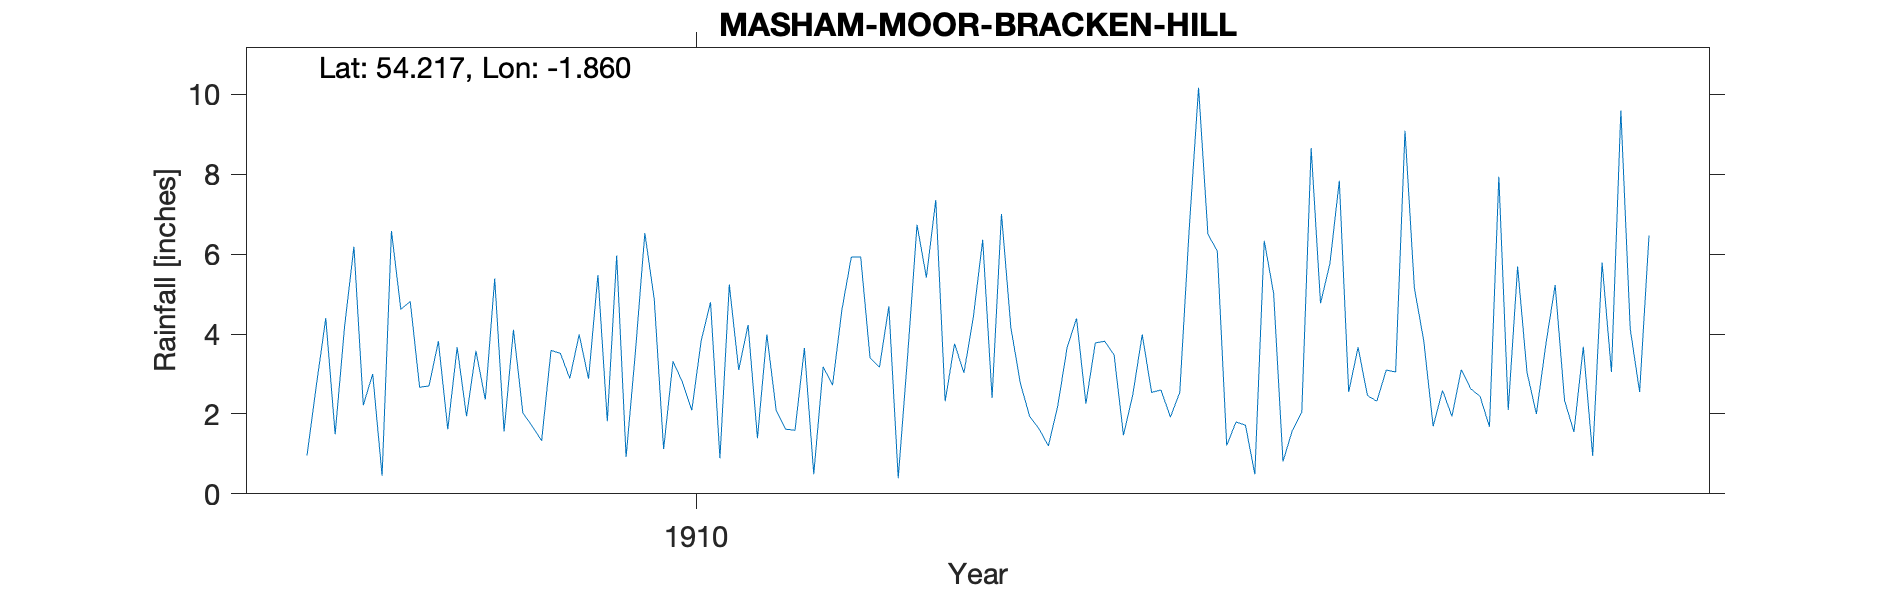 MASHAM-MOOR-BRACKEN-HILL
Lat: 54.217, Lon: -1.860
10
8
6
4
2
0
Rainfall [inches]
1910
Year